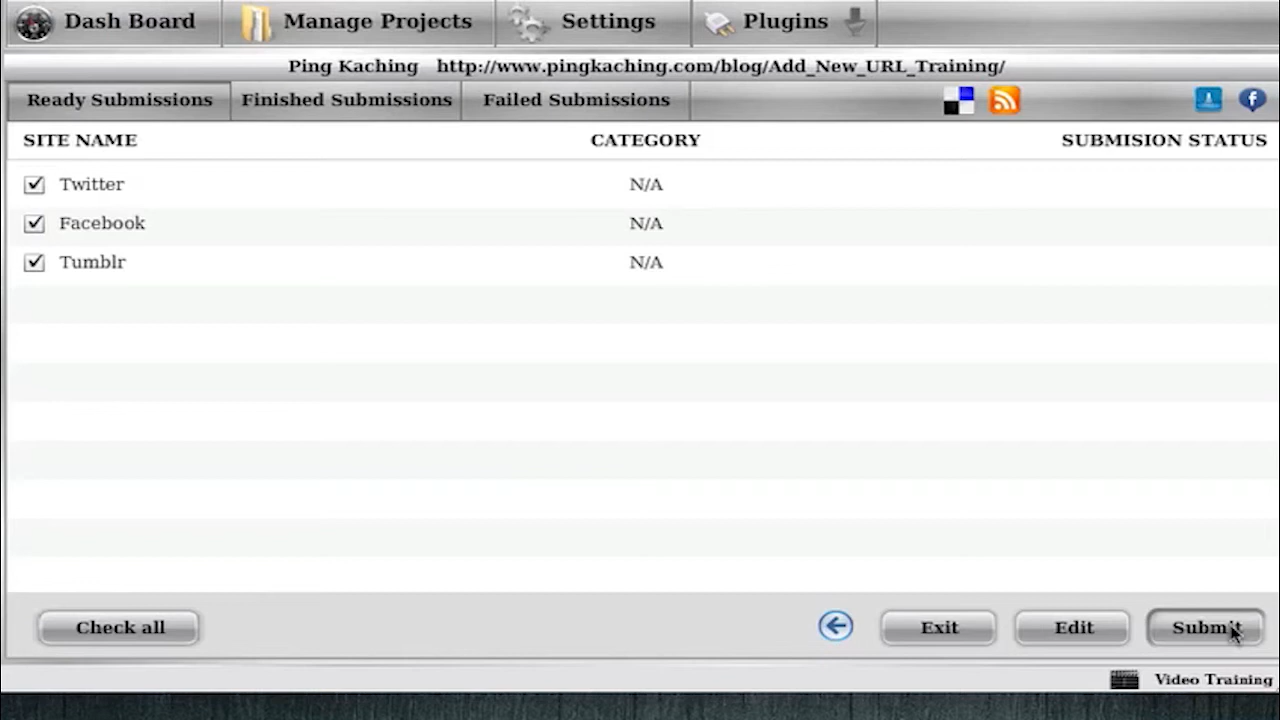 Dash Board Manage Projects Settings Plugins
Ping Kaching http://www.pingkaching.com/blog/Add_New_URL_Training/
Ready Submissions Finished Submissions Failed Submissions
SITE NAME CATEGORY SUBMISION STATUS
Twitter N/A
Facebook N/A
Tumblr N/A
Check all Exit Edit Submit
Video Training